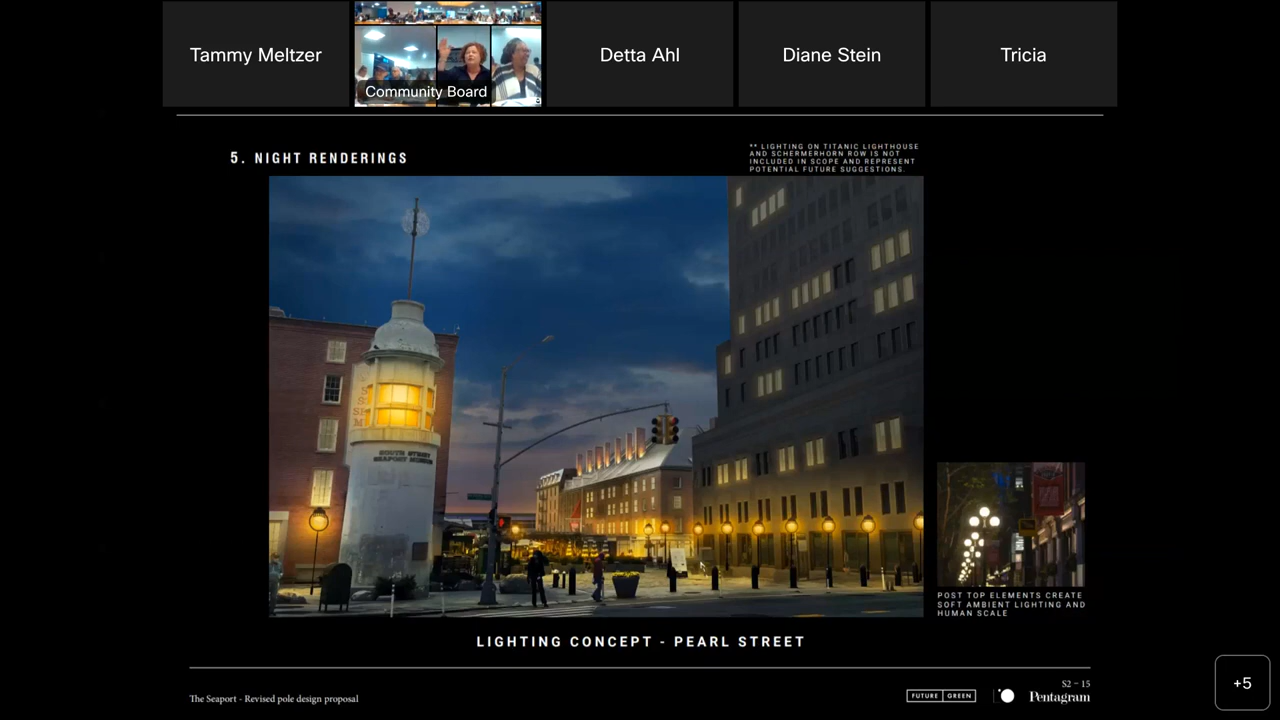 Tammy Meltzer
Community Board
Detta Ahl
Diane Stein
Tricia
5. NIGHT RENDERINGS
** LIGHTING ON TITANIC LIGHTHOUSE
AND SCHERMERHORN ROW IS NOT
INCLUDED IN SCOPE AND REPRESENT
POTENTIAL FUTURE SUGGESTIONS.
SOUTH STREET
SEAPORT MUSEUM
POST TOP ELEMENTS CREATE
SOFT AMBIENT LIGHTING AND
HUMAN SCALE
LIGHTING CONCEPT - PEARL STREET
The Seaport - Revised pole design proposal
FUTURE GREEN
S2 - 15
Pentagram
+5